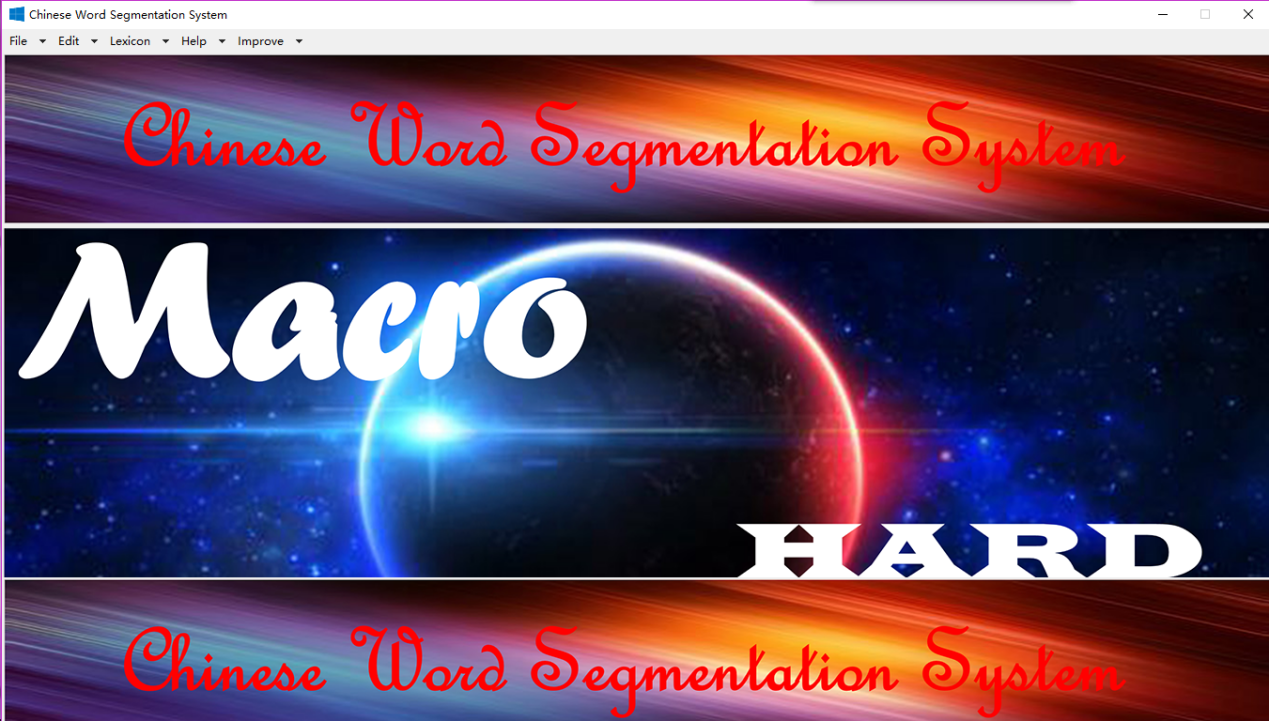 Chinese Word Segmentation System
File Edit Lexicon Help Improve
Chinese Word Segmentation System
Macro
HARD
Chinese Word Segmentation System